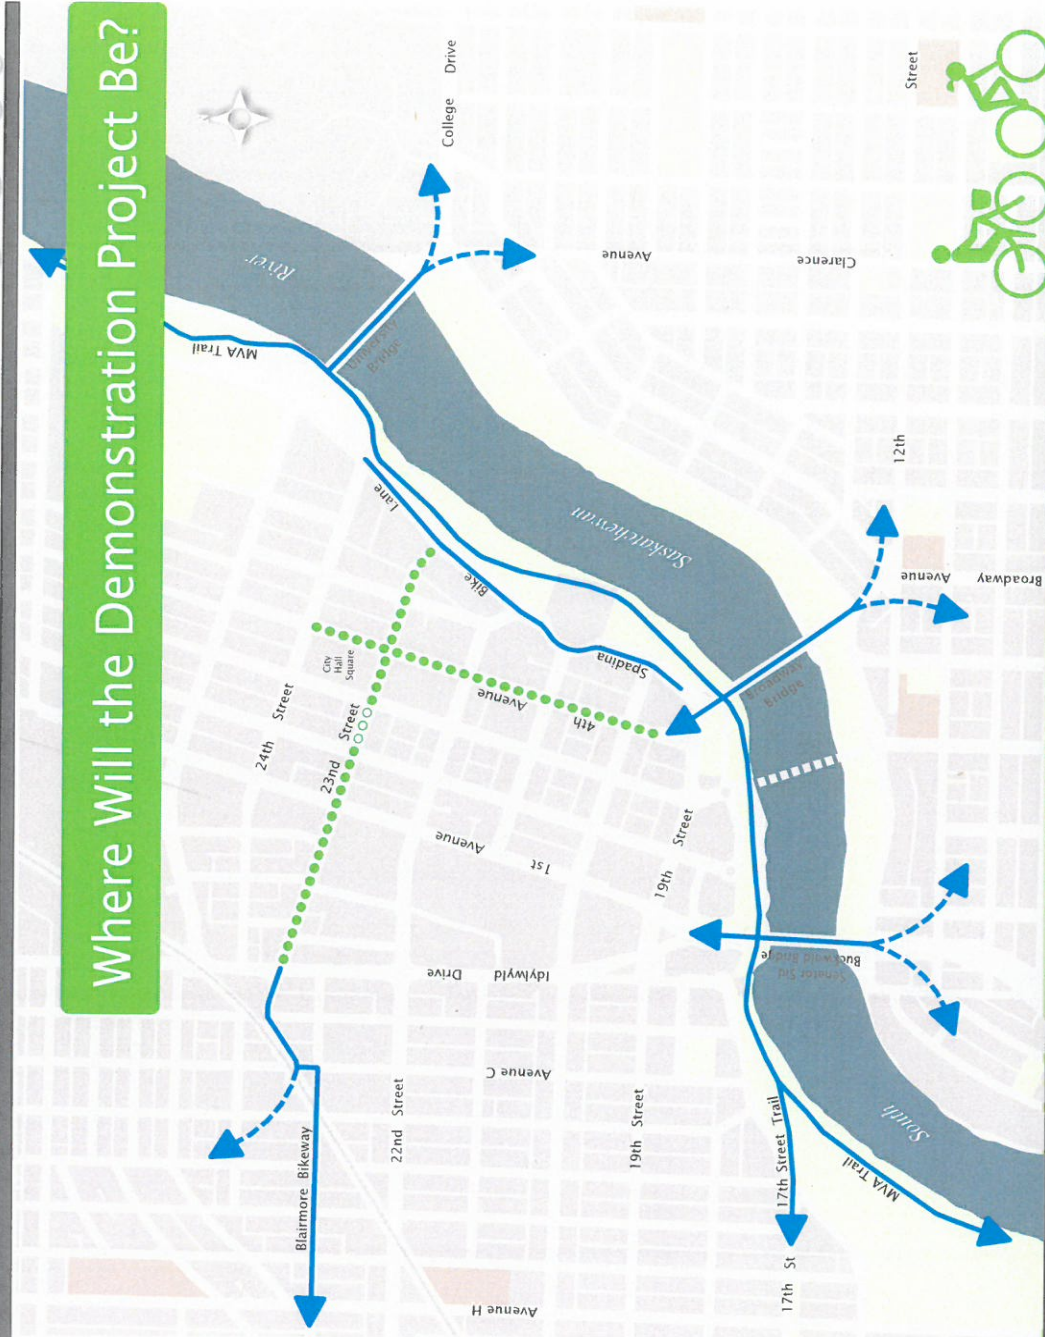 Where Will the Demonstration Project Be?
College Drive
Street
River
MVA Trail
University
Bridge
Avenue
Clarence
12th
Lane
Bike
Spadina
Saskatchewan
Broadway
Avenue
City
Hall
Square
24th Street
23rd Street
Avenue
4th
Broadway
Bridge
Avenue
1st
19th Street
Idylwyld Drive
Senator Sid
Buckwold Bridge
Avenue C
22nd Street
19th Street
Blairmore Bikeway
17th Street Trail
MVA Trail
South
Avenue H
17th St